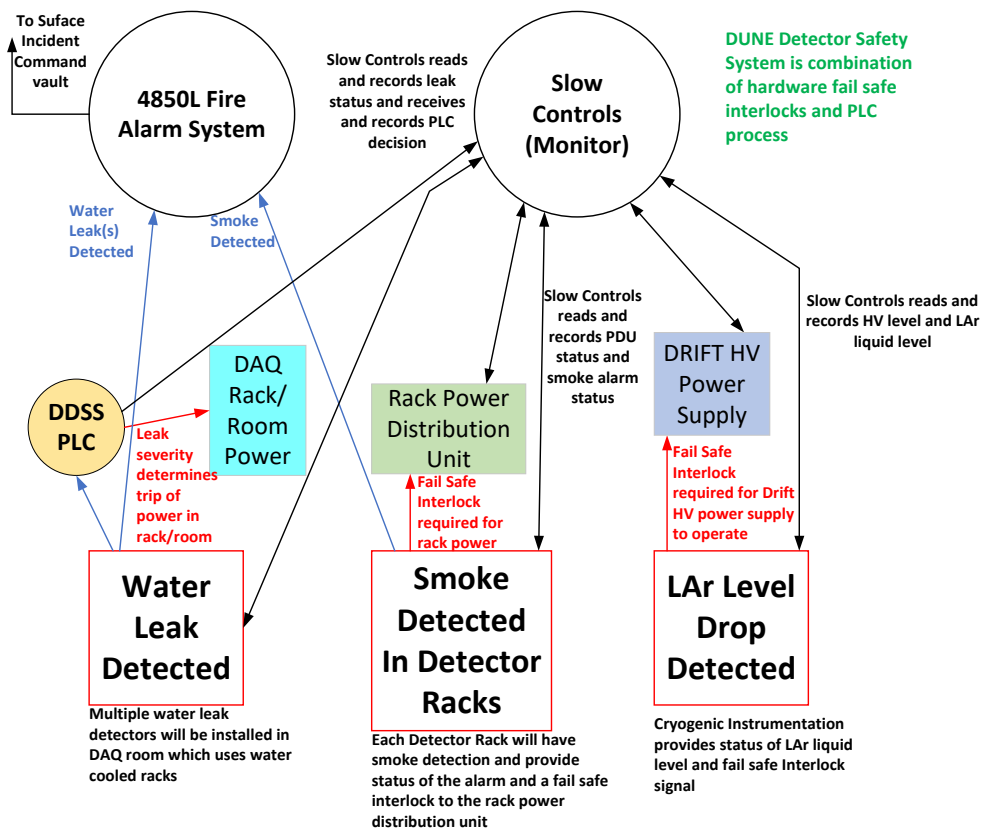 To Suface
Incident
Command
vault
4850L Fire
Alarm System
Slow Controls reads
and records leak
status and receives
and records PLC
decision
Slow
Controls
(Monitor)
DUNE Detector Safety
System is combination
of hardware fail safe
interlocks and PLC
process
Water
Leak(s)
Detected
Smoke
Detected
Slow Controls
reads and
records PDU
status and
smoke alarm
status
Slow Controls reads and
records HV level and LAr
liquid level
DDSS
PLC
DAQ
Rack/
Room
Power
Rack Power
Distribution
Unit
DRIFT HV
Power
Supply
Leak
severity
determines
trip of
power in
rack/room
Fail Safe
Interlock
required for
rack power
Fail Safe
Interlock
required for Drift
HV power supply
to operate
Water
Leak
Detected
Smoke
Detected
In Detector
Racks
LAr Level
Drop
Detected
Multiple water leak
detectors will be installed in
DAQ room which uses water
cooled racks
Each Detector Rack will have
smoke detection and provide
status of the alarm and a fail safe
interlock to the rack power
distribution unit
Cryogenic Instrumentation
provides status of LAr liquid
level and fail safe Interlock
signal